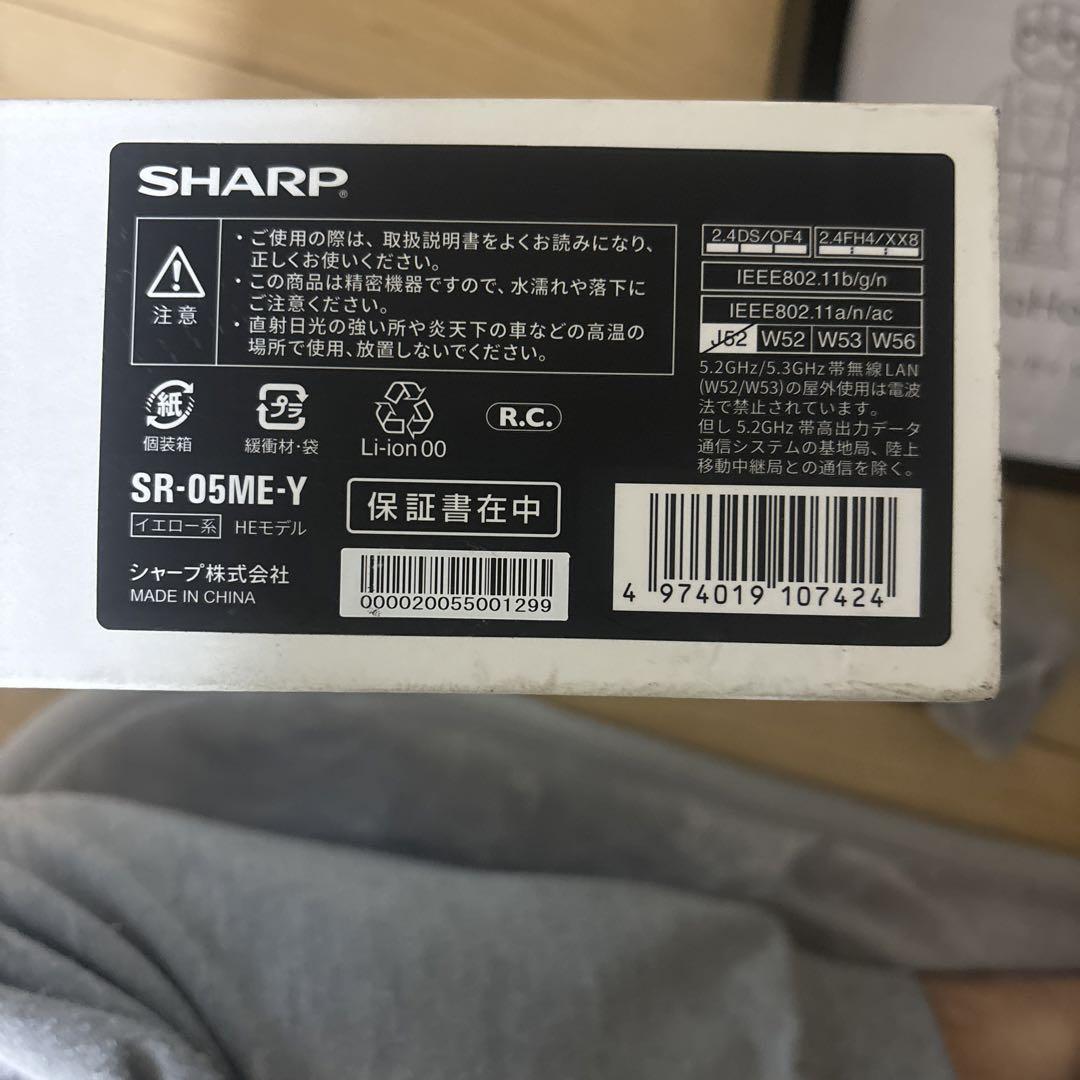 SHARP®
注意
・ご使用の際は、取扱説明書をよくお読みになり、
正しくお使いください。
・この商品は精密機器ですので、水濡れや落下に
ご注意ください。
・直射日光の強い所や炎天下の車などの高温の
場所で使用、放置しないでください。
2.4DS/OF4 2.4FH4/XX8
IEEE802.11b/g/n
IEEE802.11a/n/ac
J52 W52 W53 W56
5.2GHz/5.3GHz帯無線LAN
(W52/W53)の屋外使用は電波
法で禁止されています。
但し5.2GHz帯高出力データ
通信システムの基地局、陸上
移動中継局との通信を除く。
紙
個装箱
プラ
緩衝材・袋
Li-ion00
R.C.
SR-05ME-Y
イエロー系 HEモデル
保証書在中
シャープ株式会社
MADE IN CHINA
000020055001299
4 974019 107424